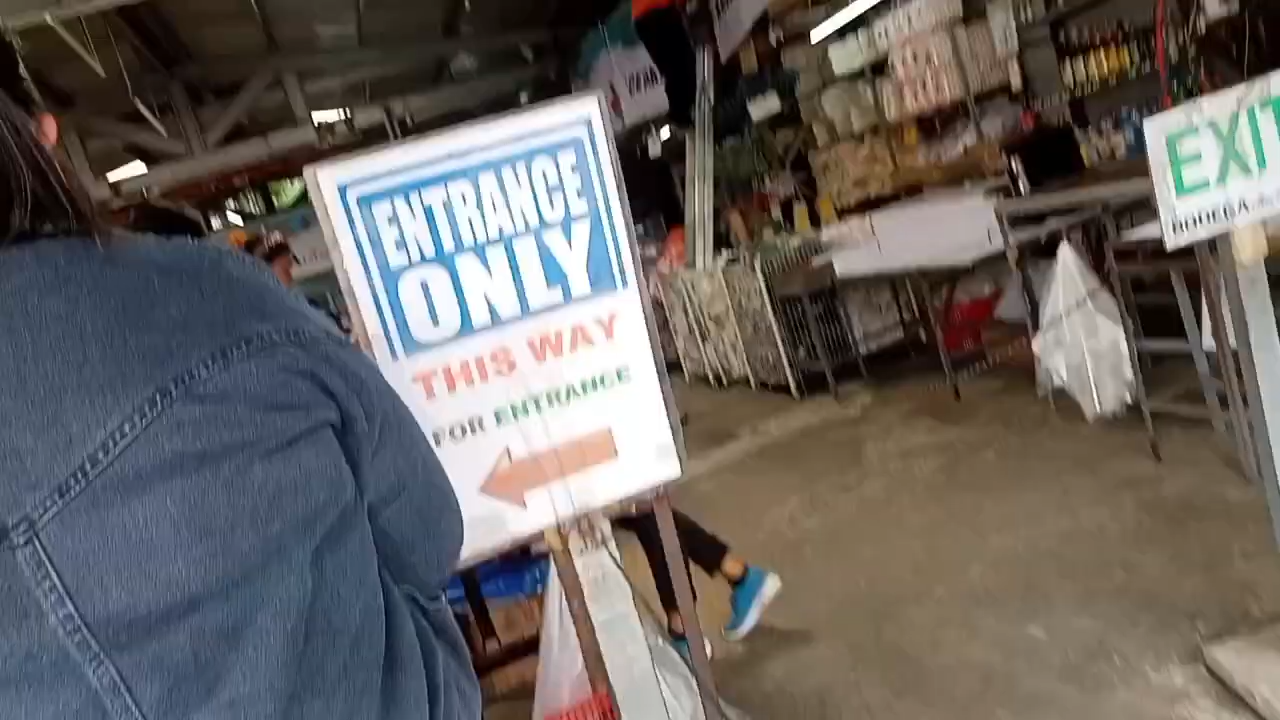 ENTRANCE
ONLY
THIS WAY
FOR ENTRANCE
EXIT